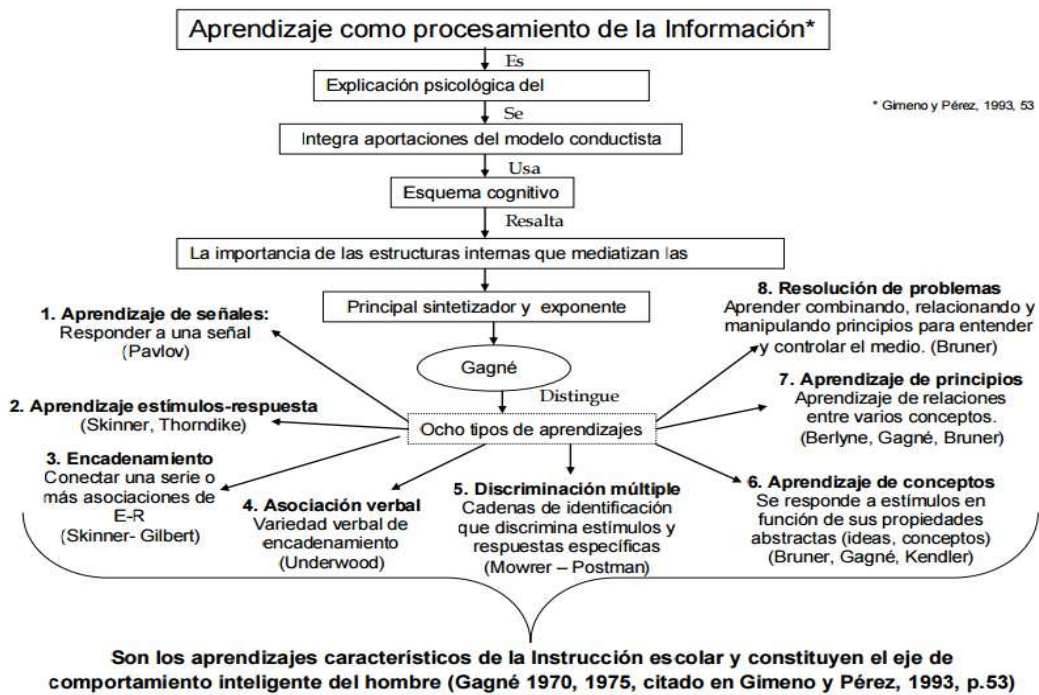 Aprendizaje como procesamiento de la Información*
Es
Explicación psicológica del
* Gimeno y Pérez, 1993, 53
Se
Integra aportaciones del modelo conductista
Usa
Esquema cognitivo
Resalta
La importancia de las estructuras internas que mediatizan las
Principal sintetizador y exponente
Gagné
Distingue
Ocho tipos de aprendizajes
1. Aprendizaje de señales:
Responder a una señal
(Pavlov)
2. Aprendizaje estímulos-respuesta
(Skinner, Thorndike)
3. Encadenamiento
Conectar una serie o
más asociaciones de
E-R
(Skinner- Gilbert)
4. Asociación verbal
Variedad verbal de
encadenamiento
(Underwood)
5. Discriminación múltiple
Cadenas de identificación
que discrimina estímulos y
respuestas específicas
(Mowrer – Postman)
6. Aprendizaje de conceptos
Se responde a estímulos en
función de sus propiedades
abstractas (ideas, conceptos)
(Bruner, Gagné, Kendler)
7. Aprendizaje de principios
Aprendizaje de relaciones
entre varios conceptos.
(Berlyne, Gagné, Bruner)
8. Resolución de problemas
Aprender combinando, relacionando y
manipulando principios para entender
y controlar el medio. (Bruner)
Son los aprendizajes característicos de la Instrucción escolar y constituyen el eje de
comportamiento inteligente del hombre (Gagné 1970, 1975, citado en Gimeno y Pérez, 1993, p.53)